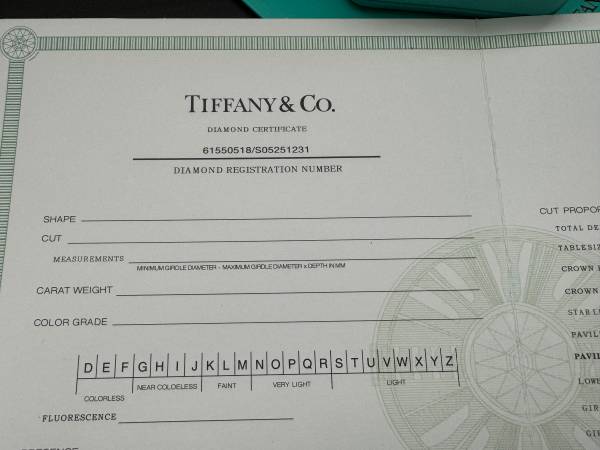 TIFFANY & CO.
DIAMOND CERTIFICATE
61550518/S05251231
DIAMOND REGISTRATION NUMBER
SHAPE
CUT
MEASUREMENTS
MINIMUM GIRDLE DIAMETER - MAXIMUM GIRDLE DIAMETER x DEPTH IN MM
CARAT WEIGHT
COLOR GRADE
D E F G H I J K L M N O P Q R S T U V W X Y Z
COLORLESS NEAR COLOELESS FAINT VERY LIGHT LIGHT
FLUORESCENCE
CUT PROPOR
TOTAL DE
TABLESIZ
CROWN
CROWN
STAR L
PAVIL
PAVIL
LOWE
GIR